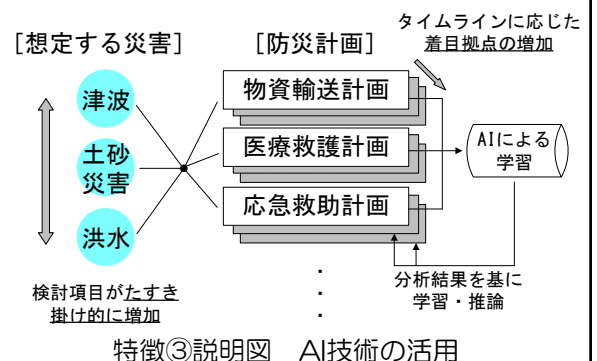 タイムラインに応じた
着目拠点の増加
[想定する災害]
[防災計画]
津波
土砂
災害
洪水
物資輸送計画
医療救護計画
応急救助計画
・
・
・
AIによる
学習
検討項目がたすき
掛け的に増加
分析結果を基に
学習・推論
特徴③説明図 AI技術の活用